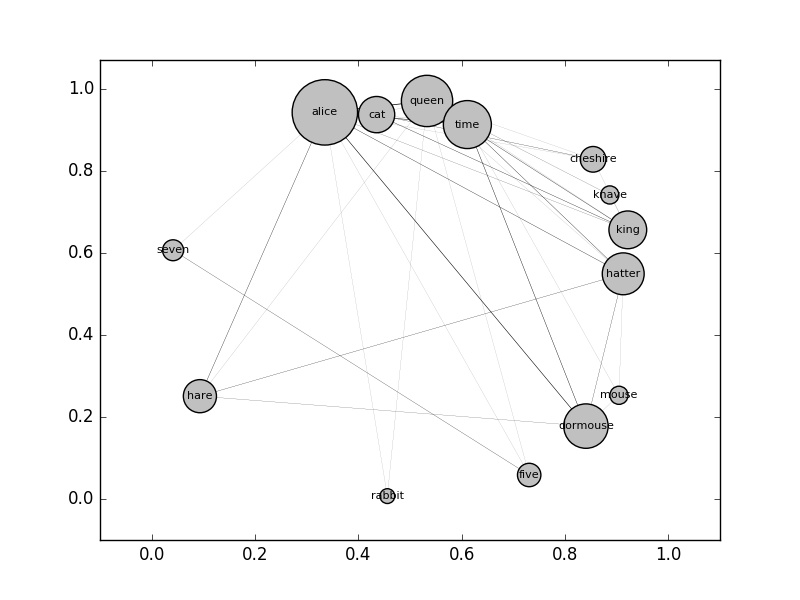 1.0
0.8
0.6
0.4
0.2
0.0
0.0 0.2 0.4 0.6 0.8 1.0
alice
cat
queen
time
cheshire
knave
king
hatter
seven
hare
mouse
dormouse
five
rabbit